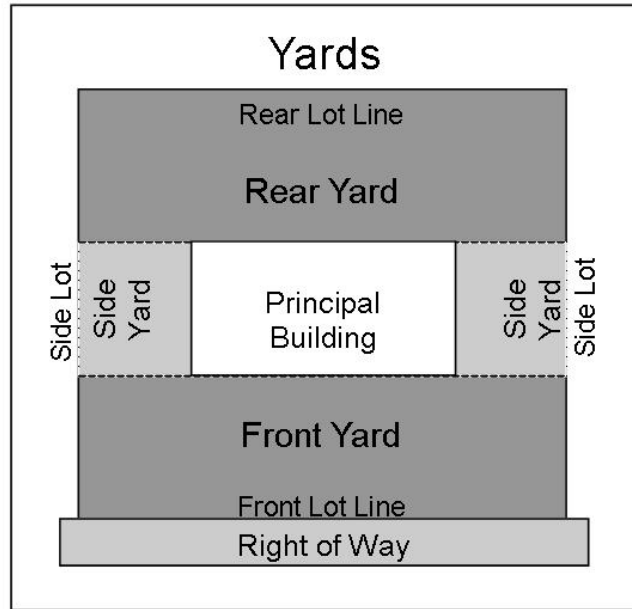 Yards
Rear Lot Line
Rear Yard
Side Lot
Side
Yard
Principal
Building
Side
Yard
Side Lot
Front Yard
Front Lot Line
Right of Way